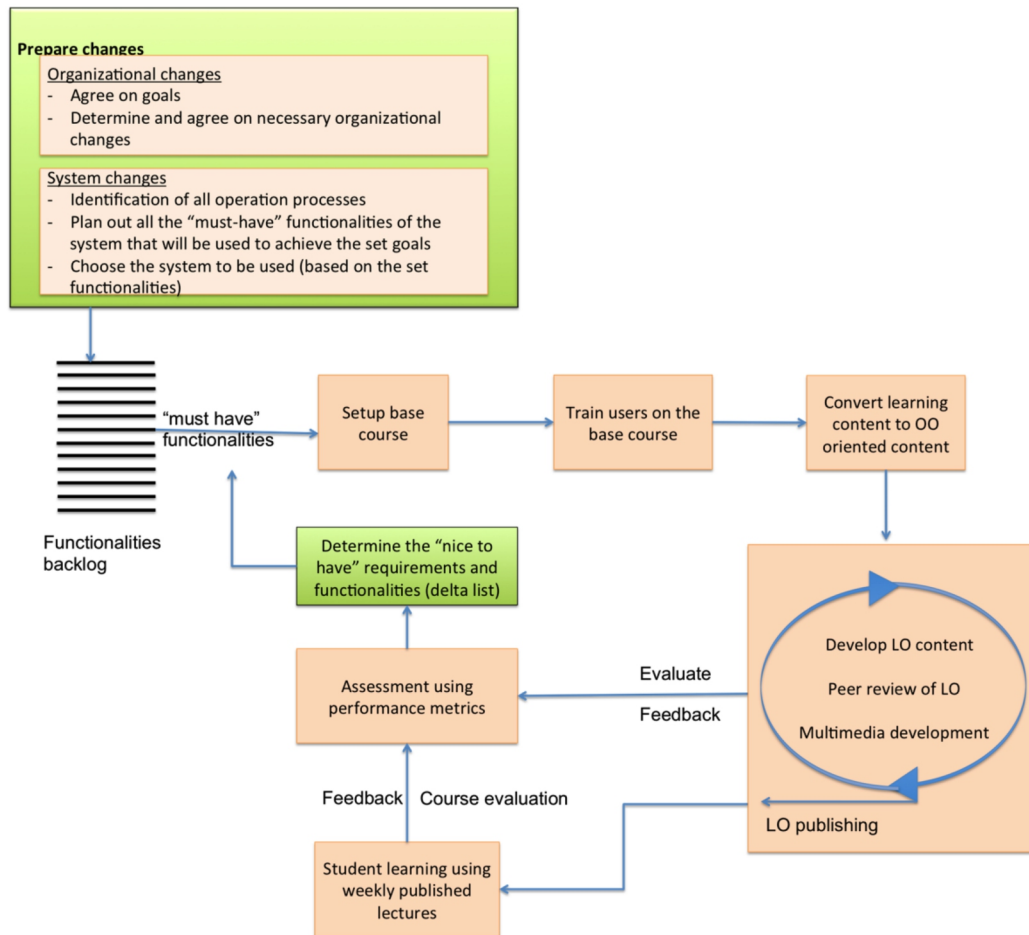 Prepare changes
Organizational changes
- Agree on goals
- Determine and agree on necessary organizational
changes
System changes
- Identification of all operation processes
- Plan out all the “must-have” functionalities of the
system that will be used to achieve the set goals
- Choose the system to be used (based on the set
functionalities)
“must have”
functionalities
Setup base
course
Train users on the
base course
Convert learning
content to OO
oriented content
Functionalities
backlog
Determine the “nice to
have” requirements and
functionalities (delta list)
Develop LO content
Peer review of LO
Multimedia development
LO publishing
Evaluate
Feedback
Assessment using
performance metrics
Feedback
Course evaluation
Student learning using
weekly published
lectures